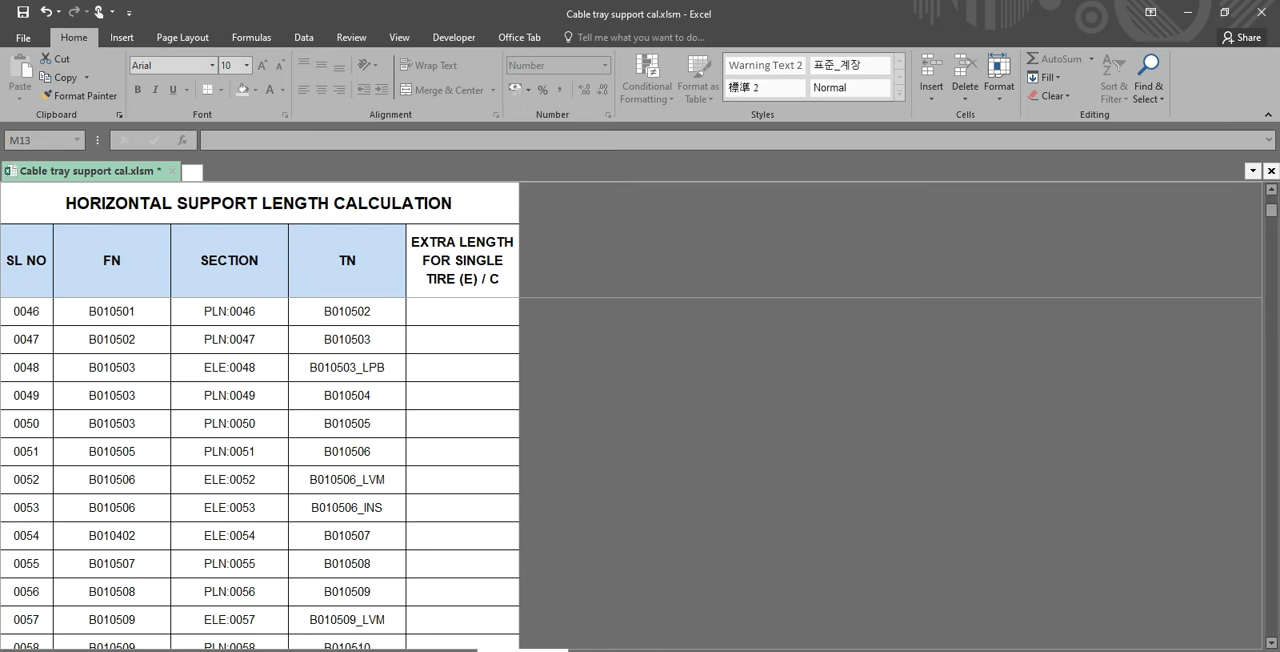 Cable tray support cal.xlsm - Excel
File Home Insert Page Layout Formulas Data Review View Developer Office Tab Tell me what you want to do... Share
Paste Cut Copy Format Painter
Arial 10
B I U A
Wrap Text
Merge & Center
Number
% ,
Conditional Formatting
Format as Table
Warning Text 2 표준_계장
標準 2 Normal
Insert Delete Format
AutoSum
Fill
Clear
Sort & Filter
Find & Select
Clipboard Font Alignment Number Styles Cells Editing
M13 fx
Cable tray support cal.xlsm *
HORIZONTAL SUPPORT LENGTH CALCULATION
SL NO FN SECTION TN EXTRA LENGTH FOR SINGLE TIRE (E) / C
0046 B010501 PLN:0046 B010502
0047 B010502 PLN:0047 B010503
0048 B010503 ELE:0048 B010503_LPB
0049 B010503 PLN:0049 B010504
0050 B010503 PLN:0050 B010505
0051 B010505 PLN:0051 B010506
0052 B010506 ELE:0052 B010506_LVM
0053 B010506 ELE:0053 B010506_INS
0054 B010402 ELE:0054 B010507
0055 B010507 PLN:0055 B010508
0056 B010508 PLN:0056 B010509
0057 B010509 ELE:0057 B010509_LVM
0058 B010509 PLN:0058 B010510